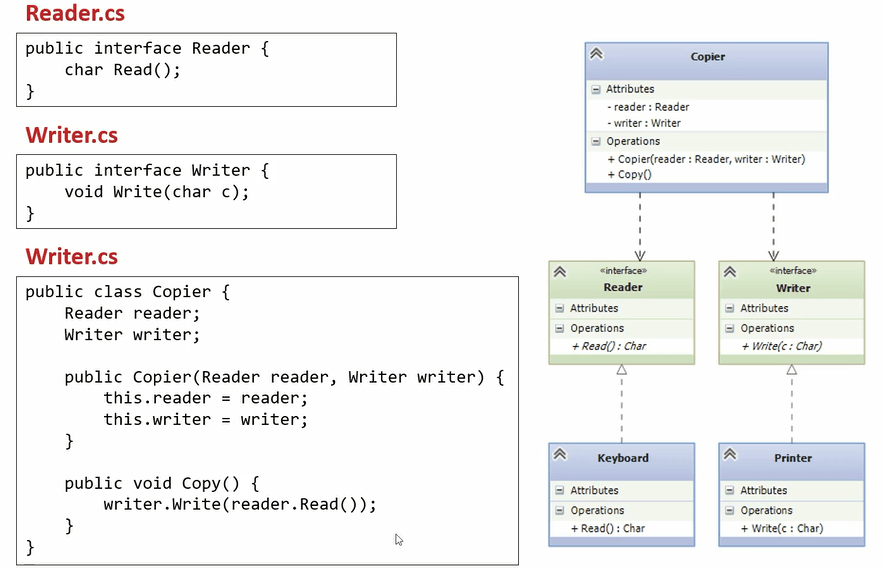 Reader.cs
public interface Reader {
    char Read();
}
Writer.cs
public interface Writer {
    void Write(char c);
}
Writer.cs
public class Copier {
    Reader reader;
    Writer writer;
    public Copier(Reader reader, Writer writer) {
        this.reader = reader;
        this.writer = writer;
    }
    public void Copy() {
        writer.Write(reader.Read());
    }
}
Copier
Attributes
- reader : Reader
- writer : Writer
Operations
+ Copier(reader : Reader, writer : Writer)
+ Copy()
«interface»
Reader
Attributes
Operations
+ Read() : Char
«interface»
Writer
Attributes
Operations
+ Write(c : Char)
Keyboard
Attributes
Operations
+ Read() : Char
Printer
Attributes
Operations
+ Write(c : Char)